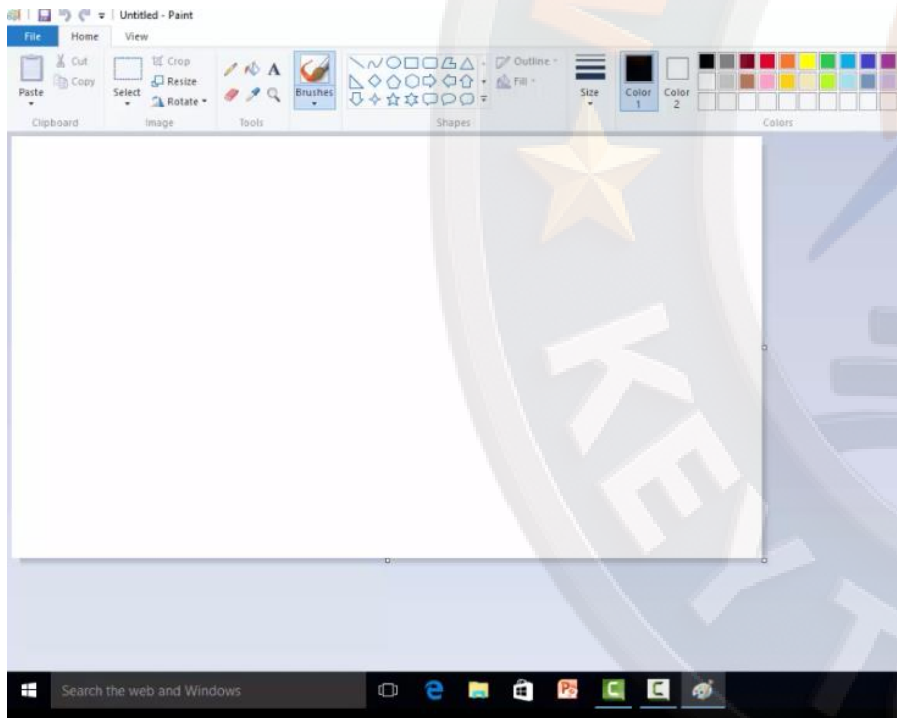 Untitled - Paint
File Home View
Cut Crop Outline
Copy Resize Fill
Paste Select Rotate Brushes Size Color 1 Color 2
Clipboard Image Tools Shapes Colors
KEY
Search the web and Windows